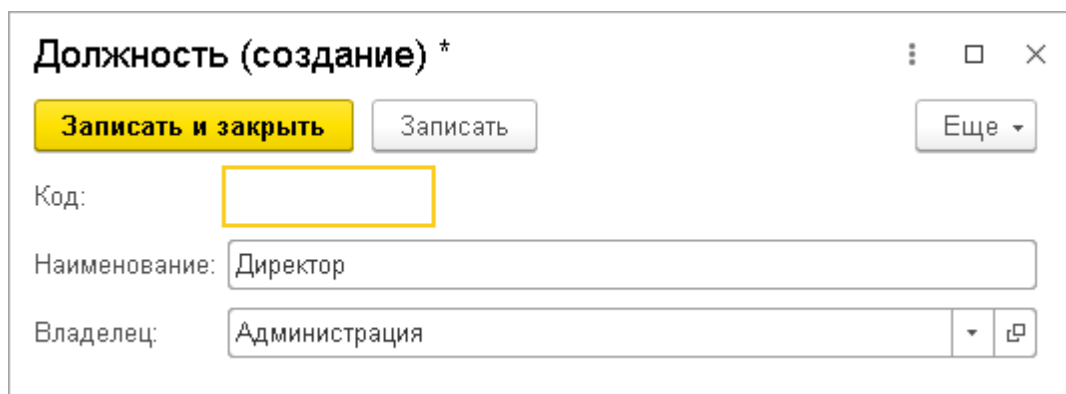 Должность (создание) *
Записать и закрыть Записать Еще
Код:
Наименование: Директор
Владелец: Администрация